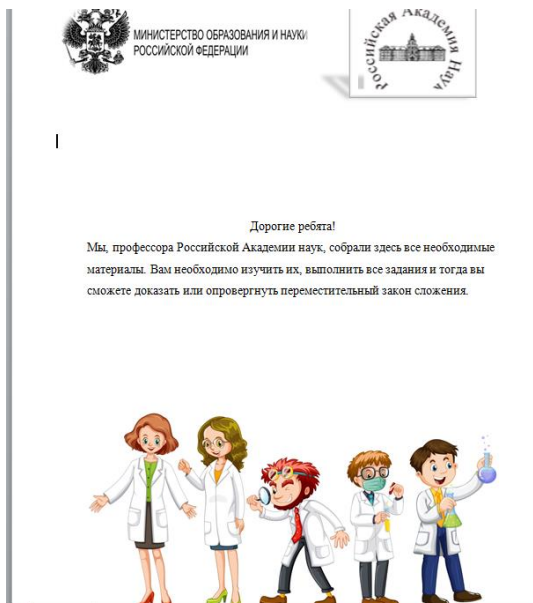 МИНИСТЕРСТВО ОБРАЗОВАНИЯ И НАУКИ
РОССИЙСКОЙ ФЕДЕРАЦИИ
Российская Академия Наук
Дорогие ребята!
Мы, профессора Российской Академии наук, собрали здесь все необходимые
материалы. Вам необходимо изучить их, выполнить все задания и тогда вы
сможете доказать или опровергнуть переместительный закон сложения.